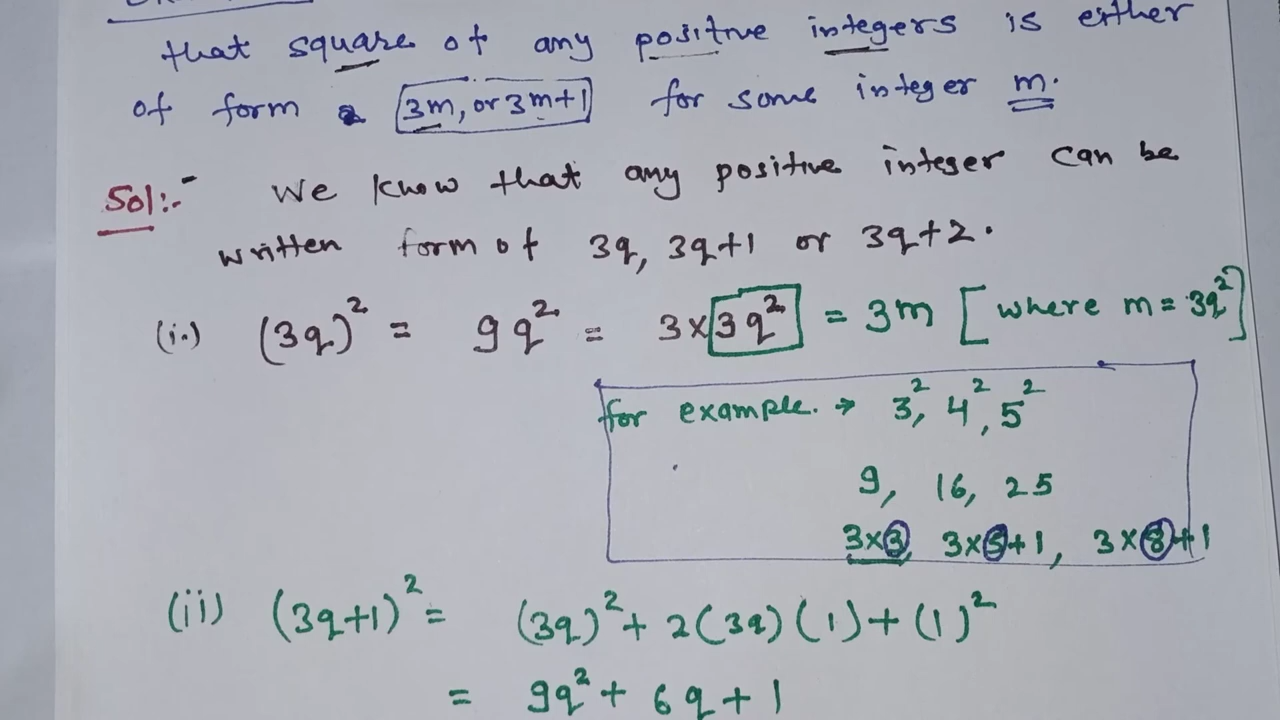 that square of any positive integers is either
of form 3m, or 3m+1 for some integer m.
Sol:- We know that any positive integer can be
written form of 3q, 3q+1 or 3q+2.
(i.) (3q)² = 9q² = 3×3q² = 3m [where m = 3q²]
for example. → 3², 4², 5²
9, 16, 25
3×3, 3×5+1, 3×8+1
(ii) (3q+1)² = (3q)² + 2(3q)(1) + (1)²
= 9q² + 6q + 1